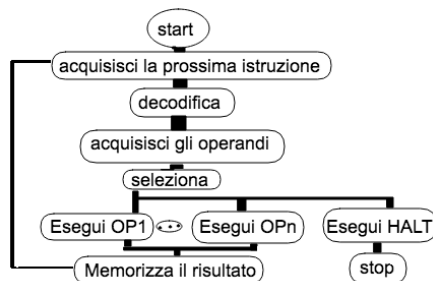 start
acquisisci la prossima istruzione
decodifica
acquisisci gli operandi
seleziona
Esegui OP1 ... Esegui OPn Esegui HALT
Memorizza il risultato stop